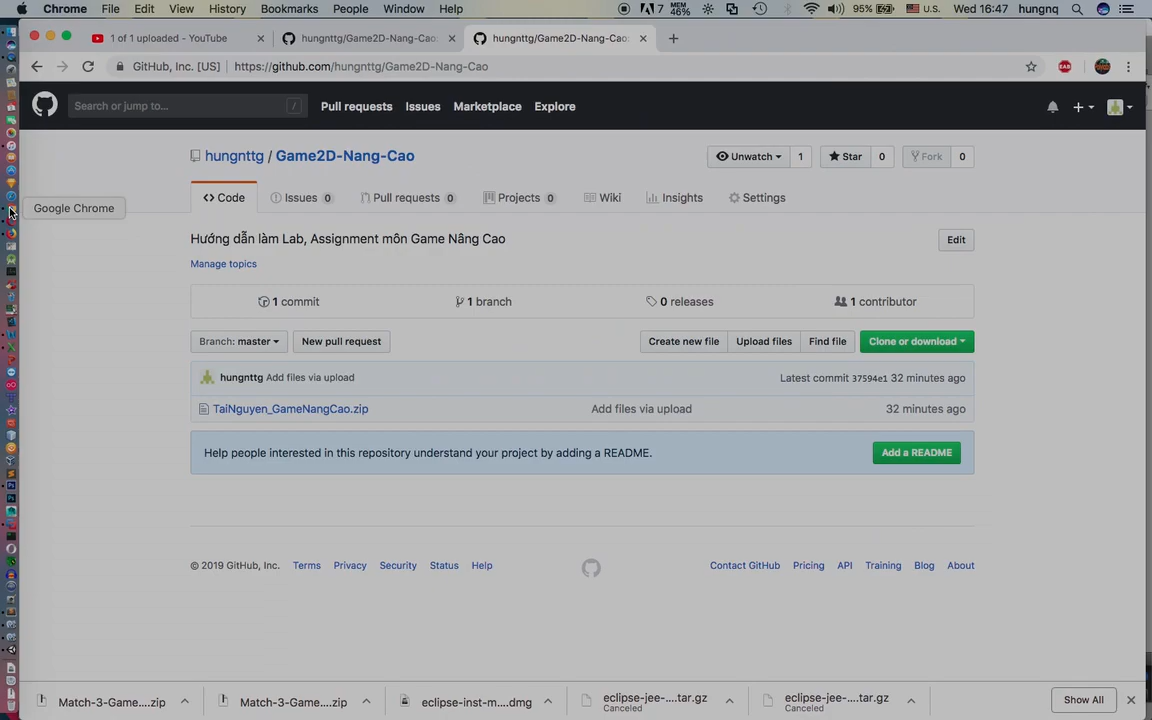 Chrome File Edit View History Bookmarks People Window Help 7 MEM 46% 95% U.S. Wed 16:47 hungnq
1 of 1 uploaded - YouTube hungnttg/Game2D-Nang-Cao: hungnttg/Game2D-Nang-Cao:
GitHub, Inc. [US] https://github.com/hungnttg/Game2D-Nang-Cao
Search or jump to... / Pull requests Issues Marketplace Explore
hungnttg / Game2D-Nang-Cao Unwatch 1 Star 0 Fork 0
Code Issues 0 Pull requests 0 Projects 0 Wiki Insights Settings
Google Chrome
Hướng dẫn làm Lab, Assignment môn Game Nâng Cao Edit
Manage topics
1 commit 1 branch 0 releases 1 contributor
Branch: master New pull request Create new file Upload files Find file Clone or download
hungnttg Add files via upload Latest commit 37594e1 32 minutes ago
TaiNguyen_GameNangCao.zip Add files via upload 32 minutes ago
Help people interested in this repository understand your project by adding a README. Add a README
© 2019 GitHub, Inc. Terms Privacy Security Status Help Contact GitHub Pricing API Training Blog About
Match-3-Game....zip Match-3-Game....zip eclipse-inst-m....dmg eclipse-jee-....tar.gz eclipse-jee-....tar.gz Show All
Canceled Canceled